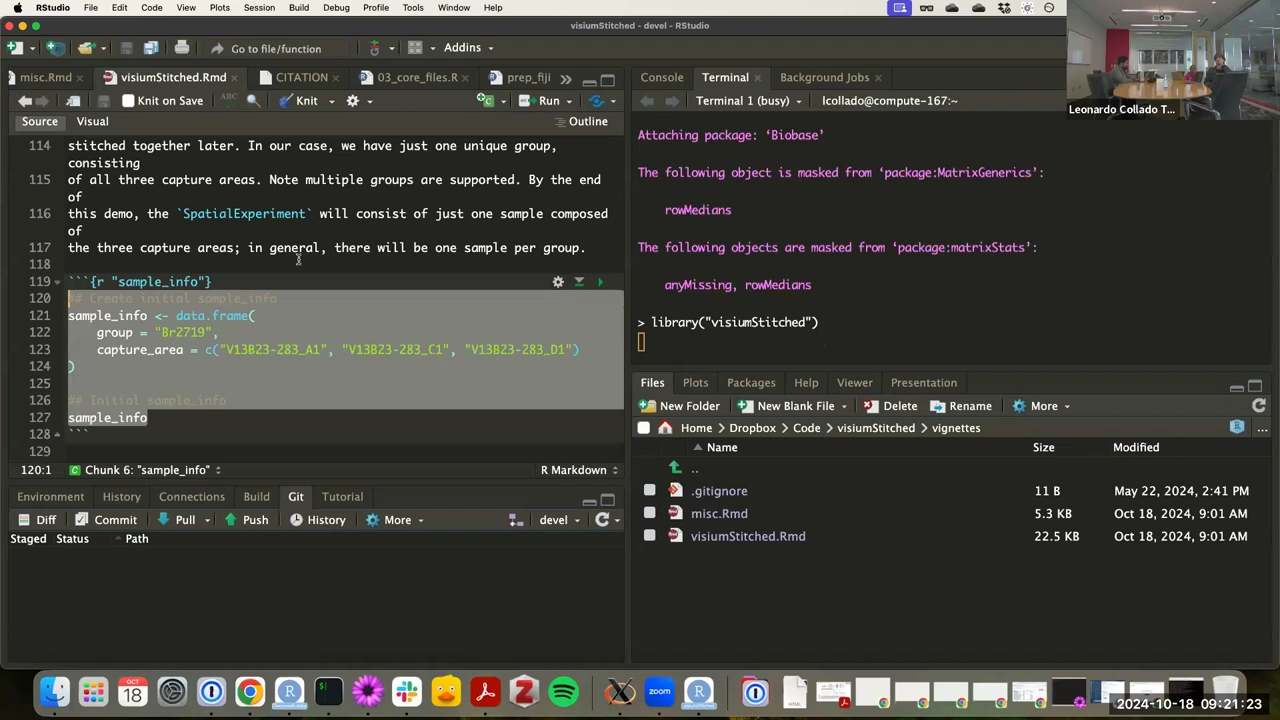 RStudio File Edit Code View Plots Session Build Debug Profile Tools Window Help
visiumStitched - devel - RStudio
Go to file/function Addins
misc.Rmd visiumStitched.Rmd CITATION 03_core_files.R prep_fiji
Knit on Save ABC Knit Run
Source Visual Outline
114 stitched together later. In our case, we have just one unique group,
consisting
115 of all three capture areas. Note multiple groups are supported. By the end
of
116 this demo, the `SpatialExperiment` will consist of just one sample composed
of
117 the three capture areas; in general, there will be one sample per group.
118
119 ```{r "sample_info"}
120 ## Create initial sample_info
121 sample_info <- data.frame(
122 group = "Br2719",
123 capture_area = c("V13B23-283_A1", "V13B23-283_C1", "V13B23-283_D1")
124 )
125
126 ## Initial sample_info
127 sample_info
128 ```
129
120:1 Chunk 6: "sample_info" R Markdown
Environment History Connections Build Git Tutorial
Diff Commit Pull Push History More devel
Staged Status Path
Console Terminal Background Jobs
Terminal 1 (busy) lcollado@compute-167:~
Attaching package: ‘Biobase’
The following object is masked from ‘package:MatrixGenerics’:
rowMedians
The following objects are masked from ‘package:matrixStats’:
anyMissing, rowMedians
> library("visiumStitched")
Files Plots Packages Help Viewer Presentation
New Folder New Blank File Delete Rename More
Home Dropbox Code visiumStitched vignettes
Name Size Modified
..
.gitignore 11 B May 22, 2024, 2:41 PM
misc.Rmd 5.3 KB Oct 18, 2024, 9:01 AM
visiumStitched.Rmd 22.5 KB Oct 18, 2024, 9:01 AM
Leonardo Collado T...
OCT
18
zoom
2024-10-18 09:21:23